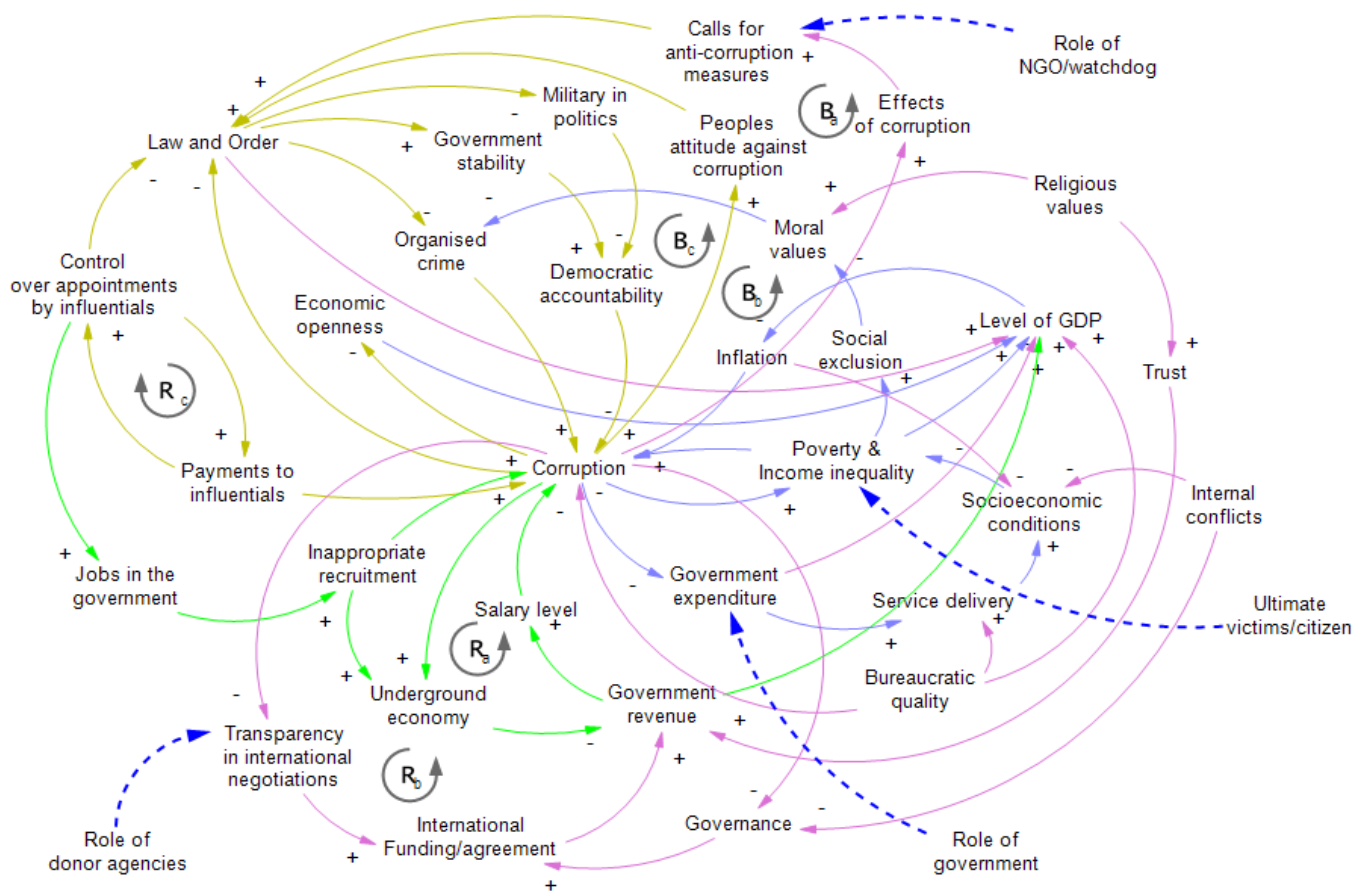 Calls for
anti-corruption
measures
Role of
NGO/watchdog
Military in
politics
Effects
of corruption
B a
Law and Order
Government
stability
Peoples
attitude against
corruption
Religious
values
Organised
crime
Moral
values
B c
B b
Control
over appointments
by influentials
Democratic
accountability
Economic
openness
Level of GDP
Inflation
Social
exclusion
Trust
R c
Payments to
influentials
Corruption
Poverty &
Income inequality
Socioeconomic
conditions
Internal
conflicts
Inappropriate
recruitment
Jobs in the
government
Salary level
Government
expenditure
Service delivery
Ultimate
victims/citizen
R a
Underground
economy
Government
revenue
Bureaucratic
quality
Transparency
in international
negotiations
R b
Role of
donor agencies
International
Funding/agreement
Governance
Role of
government